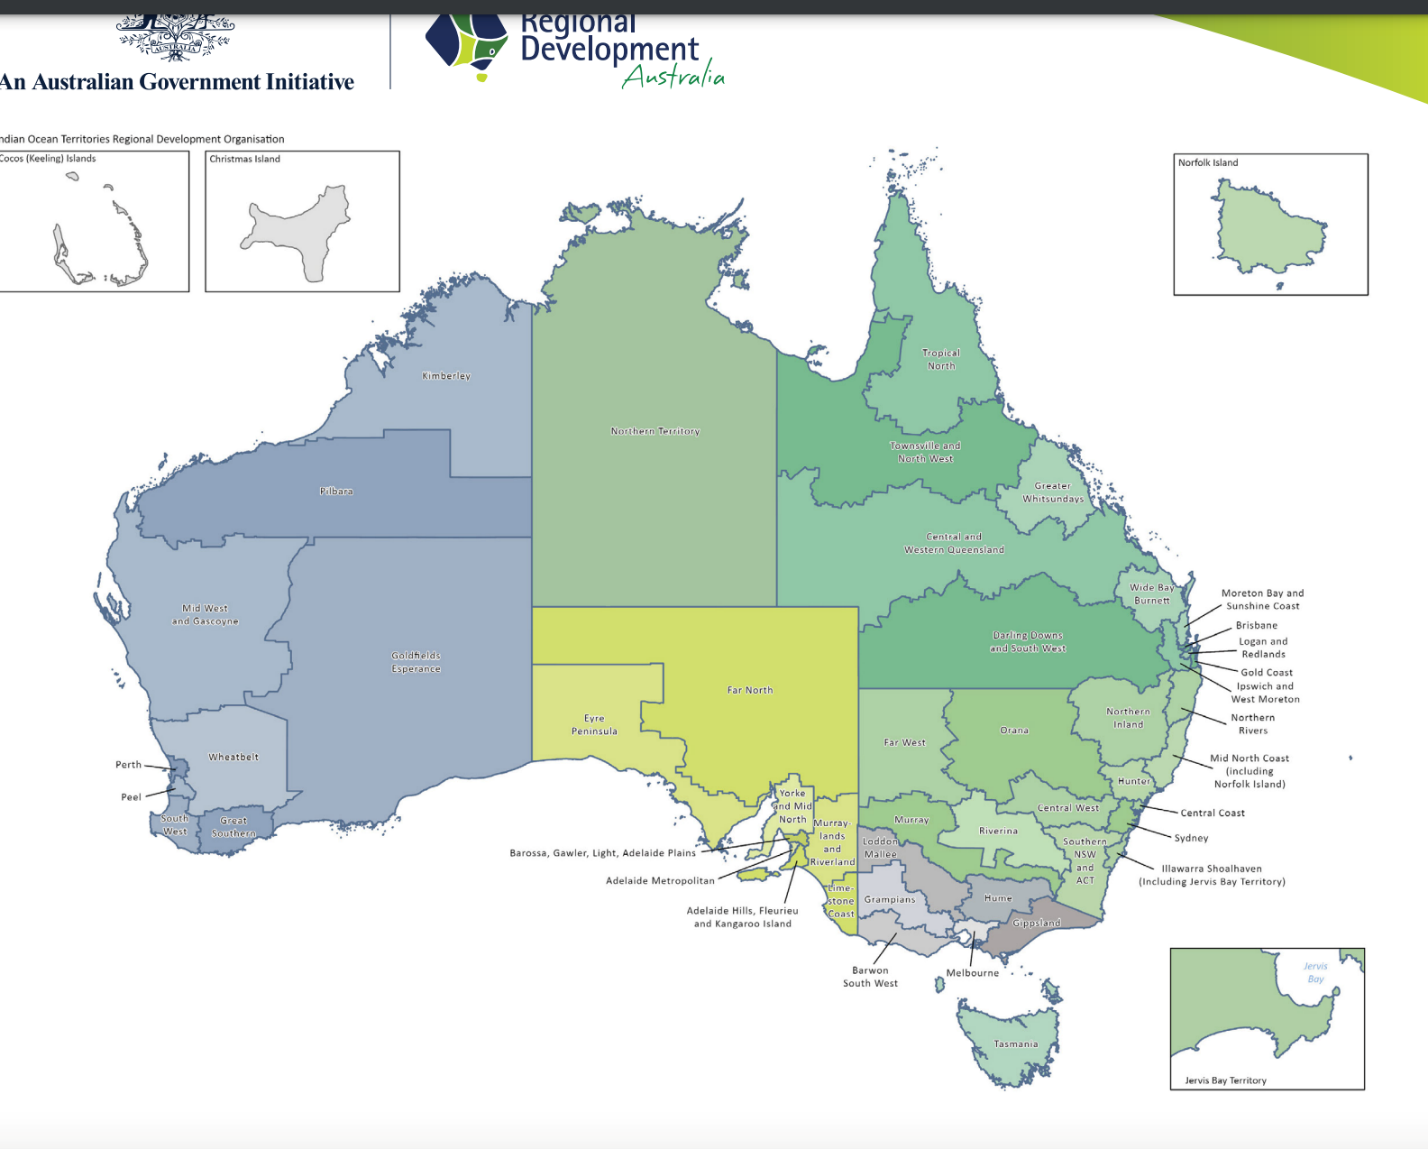 AUSTRALIA
An Australian Government Initiative
Regional
Development
Australia
ndian Ocean Territories Regional Development Organisation
Cocos (Keeling) Islands
Christmas Island
Norfolk Island
Kimberley
Northern Territory
Tropical
North
Townsville and
North West
Pilbara
Greater
Whitsundays
Central and
Western Queensland
Wide Bay
Burnett
Moreton Bay and
Sunshine Coast
Brisbane
Logan and
Redlands
Gold Coast
Ipswich and
West Moreton
Northern
Rivers
Mid West
and Gascoyne
Goldfields
Esperance
Darling Downs
and South West
Far North
Eyre
Peninsula
Northern
Inland
Orana
Far West
Mid North Coast
(including
Norfolk Island)
Wheatbelt
Perth
Peel
South
West
Great
Southern
Yorke
and Mid
North
Hunter
Central West
Central Coast
Sydney
Murray
Riverina
Murray-
lands
and
Riverland
Loddon
Mallee
Southern
NSW
and
ACT
Illawarra Shoalhaven
(Including Jervis Bay Territory)
Barossa, Gawler, Light, Adelaide Plains
Adelaide Metropolitan
Adelaide Hills, Fleurieu
and Kangaroo Island
Lime-
stone
Coast
Grampians
Hume
Gippsland
Barwon
South West
Melbourne
Tasmania
Jervis
Bay
Jervis Bay Territory